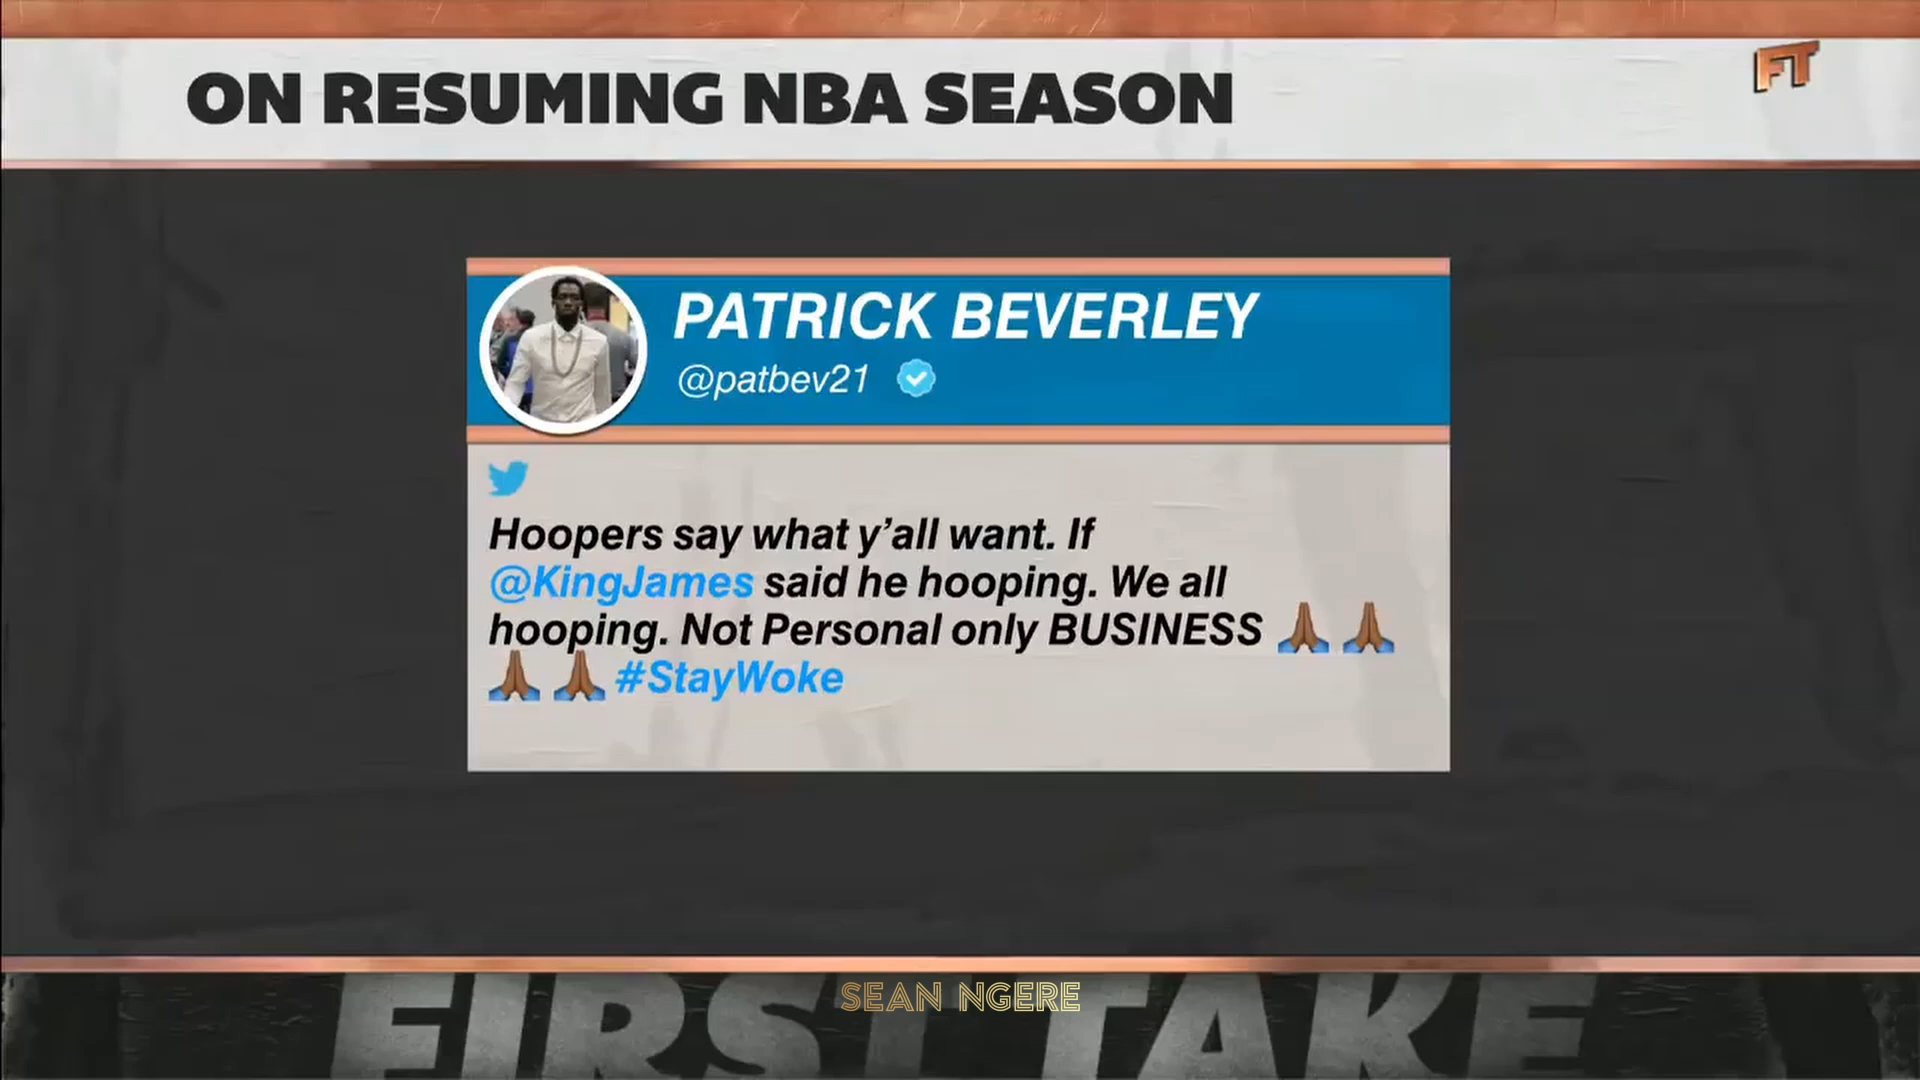 ON RESUMING NBA SEASON
FT
PATRICK BEVERLEY
@patbev21
Hoopers say what y’all want. If
@KingJames said he hooping. We all
hooping. Not Personal only BUSINESS 🙏🏾 🙏🏾
🙏🏾 🙏🏾 #StayWoke
SEAN NGERE
FIRST TAKE